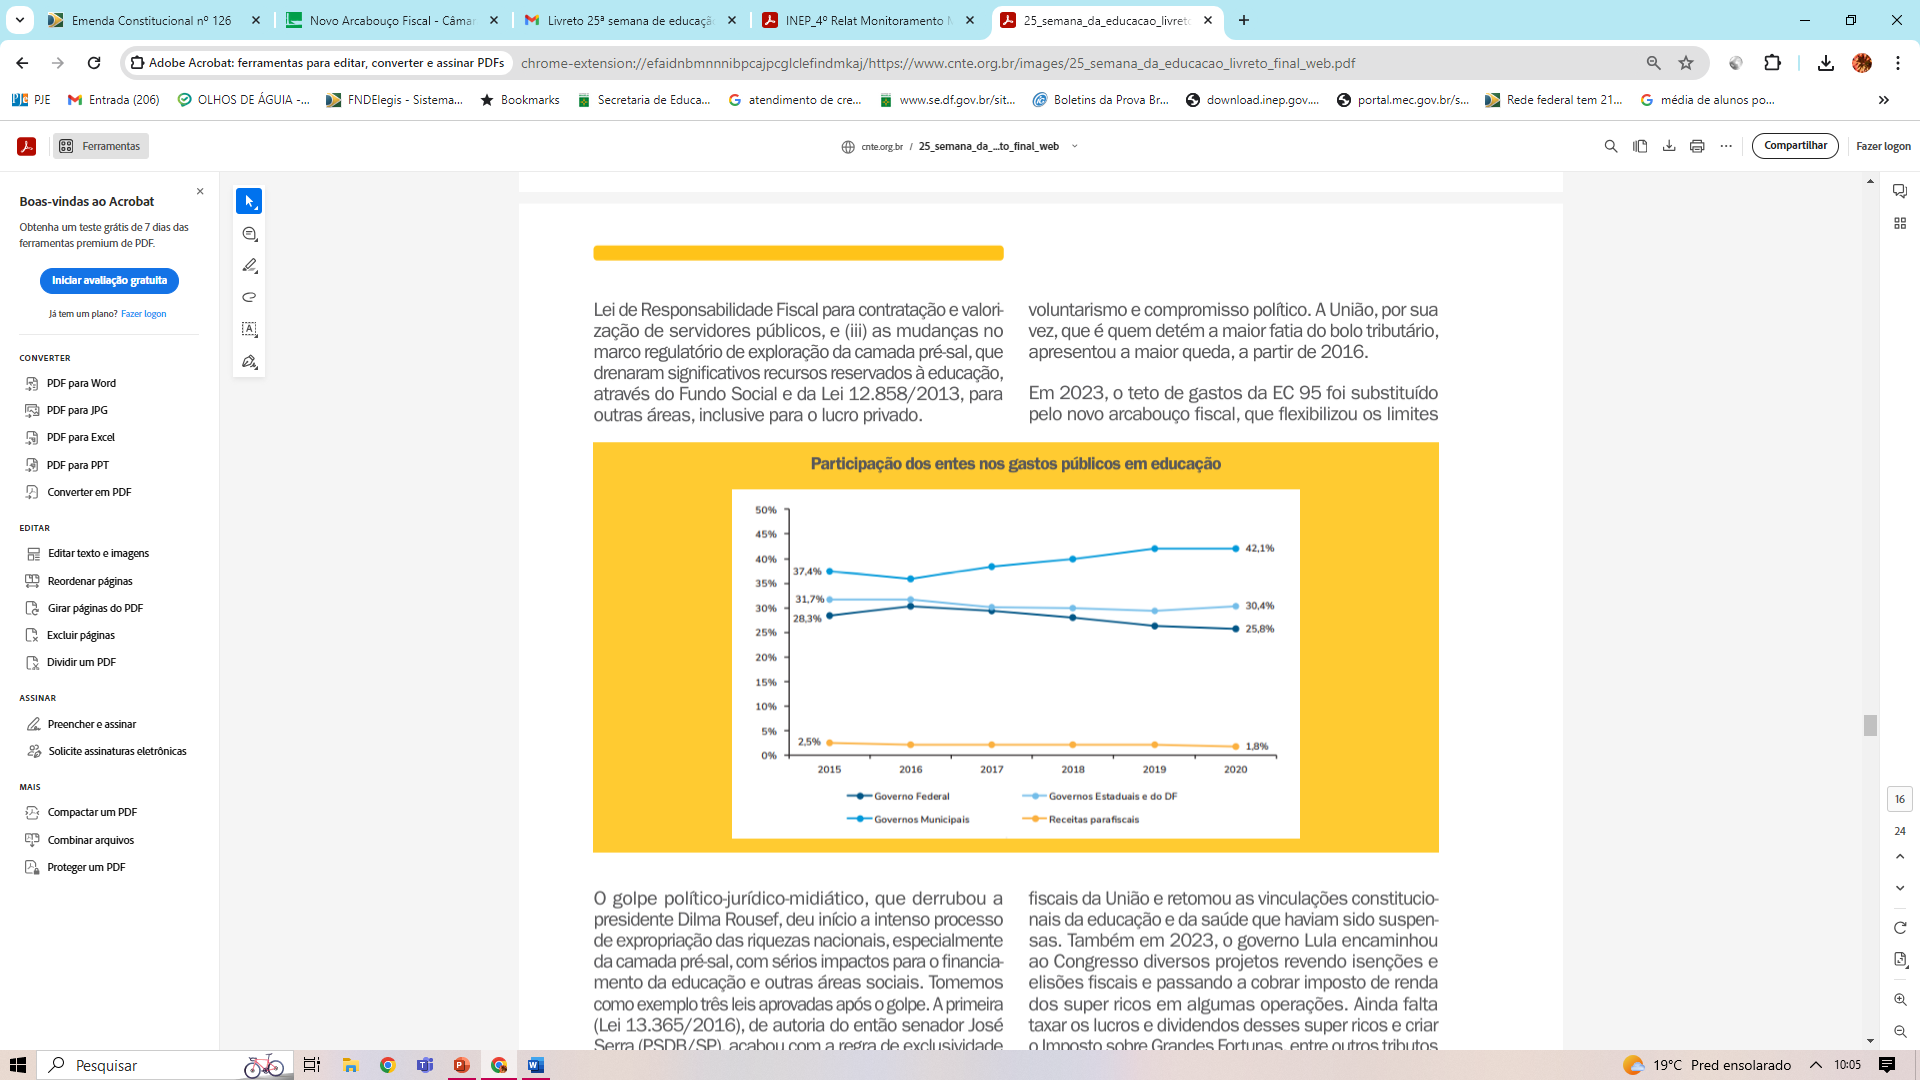 Emenda Constitucional nº 126
Novo Arcabouço Fiscal - Câmar
Livreto 25ª semana de educaçã
INEP_4º Relat Monitoramento M
25_semana_da_educacao_livreto
Adobe Acrobat: ferramentas para editar, converter e assinar PDFs
chrome-extension://efaidnbmnnnibpcajpcglclefindmkaj/https://www.cnte.org.br/images/25_semana_da_educacao_livreto_final_web.pdf
PJE
Entrada (206)
OLHOS DE ÁGUIA -...
FNDElegis - Sistema...
Bookmarks
Secretaria de Educa...
atendimento de cre...
www.se.df.gov.br/sit...
Boletins da Prova Br...
download.inep.gov....
portal.mec.gov.br/s...
Rede federal tem 21...
média de alunos po...
Ferramentas
cnte.org.br / 25_semana_da_...to_final_web
Compartilhar
Fazer logon
Boas-vindas ao Acrobat
Obtenha um teste grátis de 7 dias das
ferramentas premium de PDF.
Iniciar avaliação gratuita
Já tem um plano? Fazer logon
CONVERTER
PDF para Word
PDF para JPG
PDF para Excel
PDF para PPT
Converter em PDF
EDITAR
Editar texto e imagens
Reordenar páginas
Girar páginas do PDF
Excluir páginas
Dividir um PDF
ASSINAR
Preencher e assinar
Solicite assinaturas eletrônicas
MAIS
Compactar um PDF
Combinar arquivos
Proteger um PDF
Lei de Responsabilidade Fiscal para contratação e valori-
zação de servidores públicos, e (iii) as mudanças no
marco regulatório de exploração da camada pré-sal, que
drenaram significativos recursos reservados à educação,
através do Fundo Social e da Lei 12.858/2013, para
outras áreas, inclusive para o lucro privado.
voluntarismo e compromisso político. A União, por sua
vez, que é quem detém a maior fatia do bolo tributário,
apresentou a maior queda, a partir de 2016.
Em 2023, o teto de gastos da EC 95 foi substituído
pelo novo arcabouço fiscal, que flexibilizou os limites
Participação dos entes nos gastos públicos em educação
50%
45%
40%
35%
30%
25%
20%
15%
10%
5%
0%
37,4%
31,7%
28,3%
2,5%
42,1%
30,4%
25,8%
1,8%
2015 2016 2017 2018 2019 2020
Governo Federal
Governos Estaduais e do DF
Governos Municipais
Receitas parafiscais
O golpe político-jurídico-midiático, que derrubou a
presidente Dilma Rousef, deu início a intenso processo
de expropriação das riquezas nacionais, especialmente
da camada pré-sal, com sérios impactos para o financia-
mento da educação e outras áreas sociais. Tomemos
como exemplo três leis aprovadas após o golpe. A primeira
(Lei 13.365/2016), de autoria do então senador José
Serra (PSDB/SP), acabou com a regra de exclusividade
fiscais da União e retomou as vinculações constitucio-
nais da educação e da saúde que haviam sido suspen-
sas. Também em 2023, o governo Lula encaminhou
ao Congresso diversos projetos revendo isenções e
elisões fiscais e passando a cobrar imposto de renda
dos super ricos em algumas operações. Ainda falta
taxar os lucros e dividendos desses super ricos e criar
o Imposto sobre Grandes Fortunas, entre outros tributos
16
24
Pesquisar
19°C Pred ensolarado
10:05